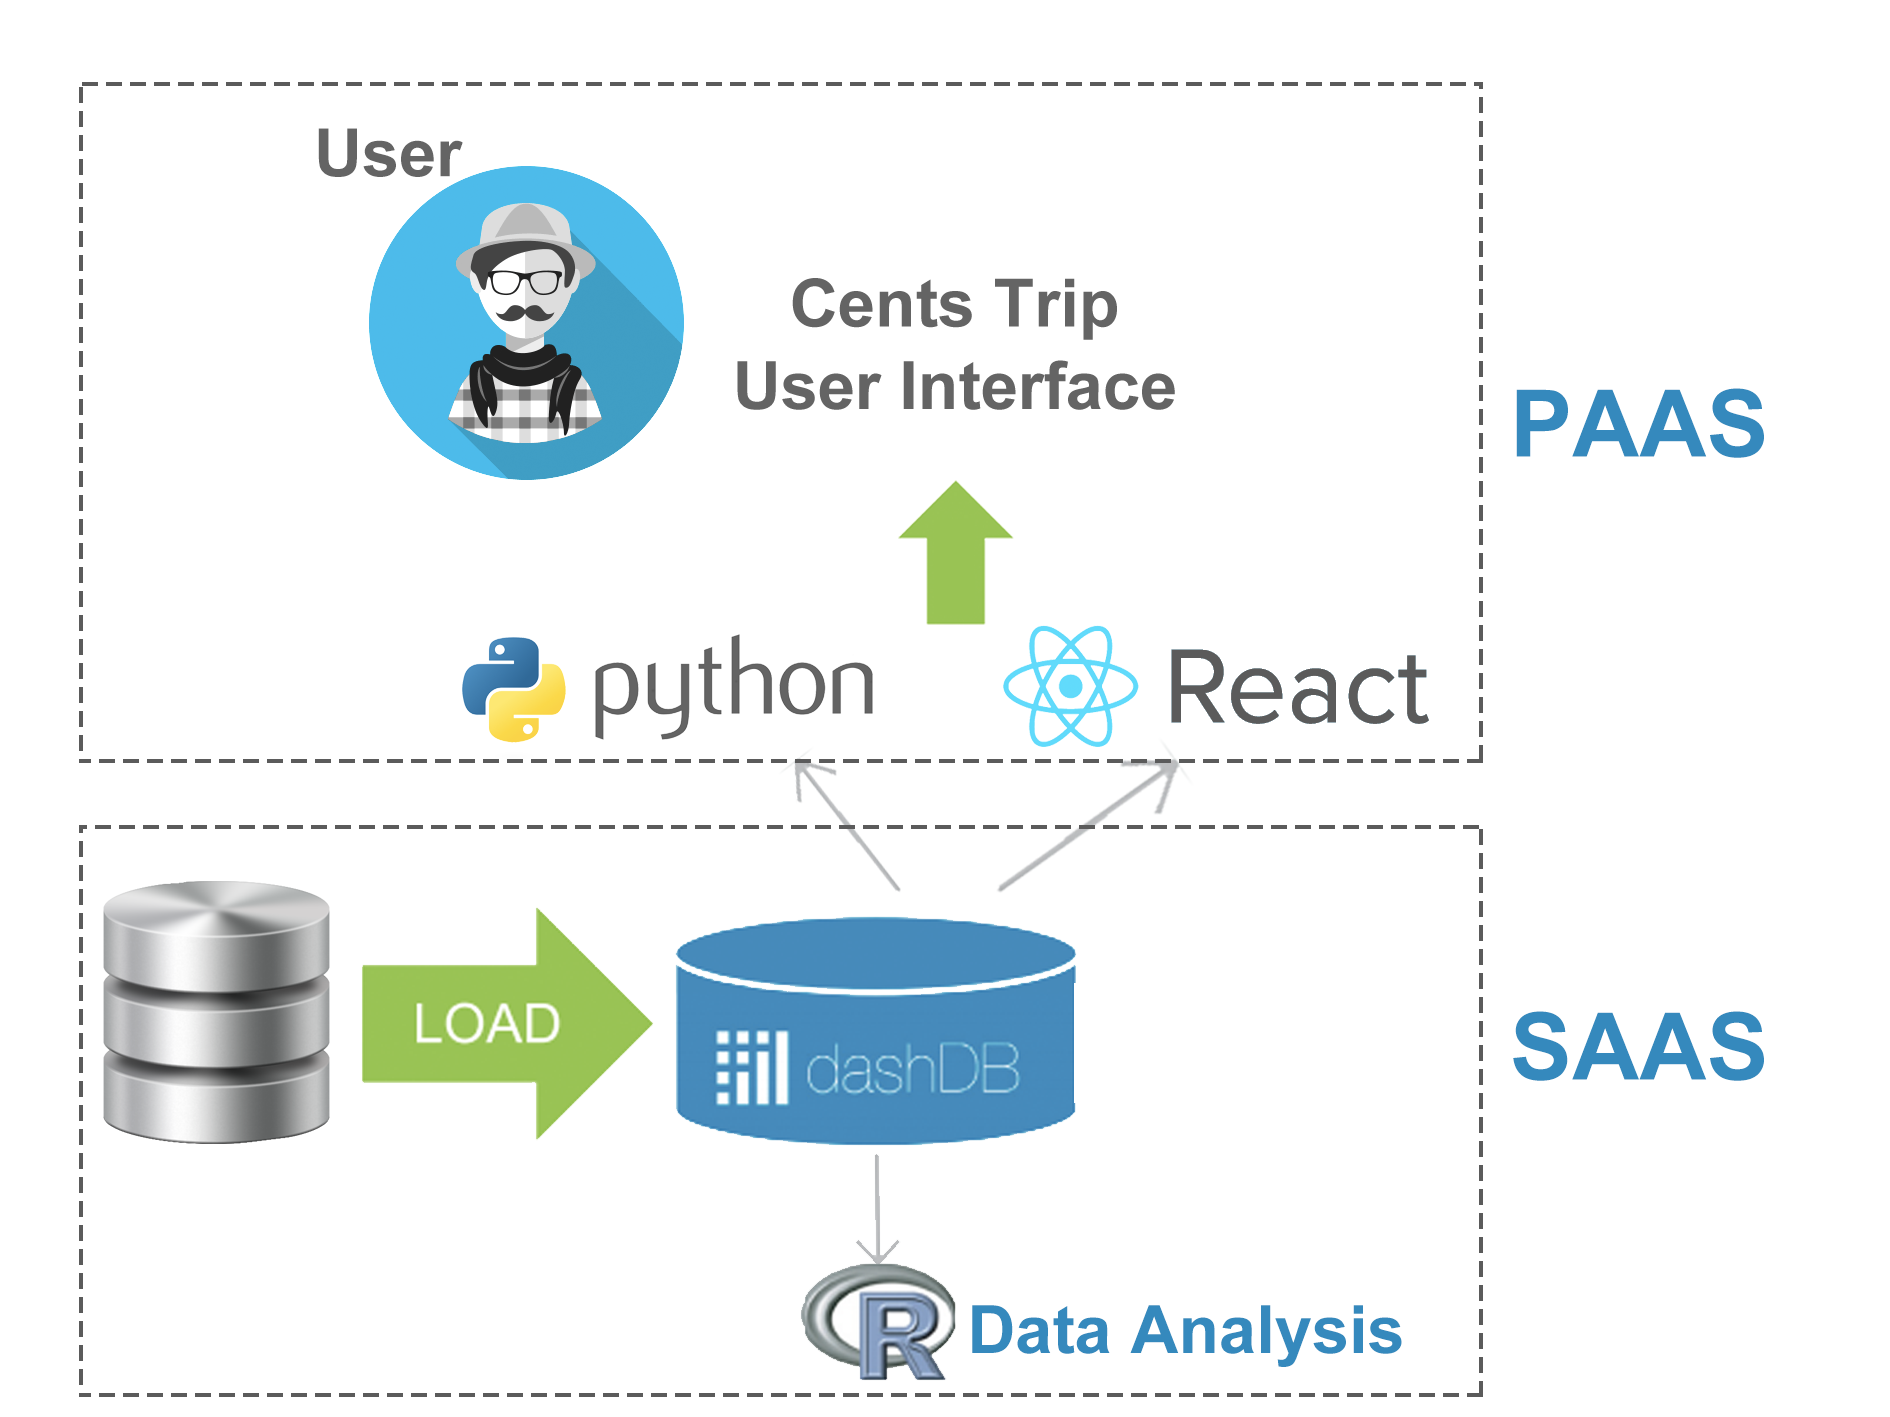 User
Cents Trip
User Interface
PAAS
python
React
LOAD
dashDB
SAAS
R
Data Analysis